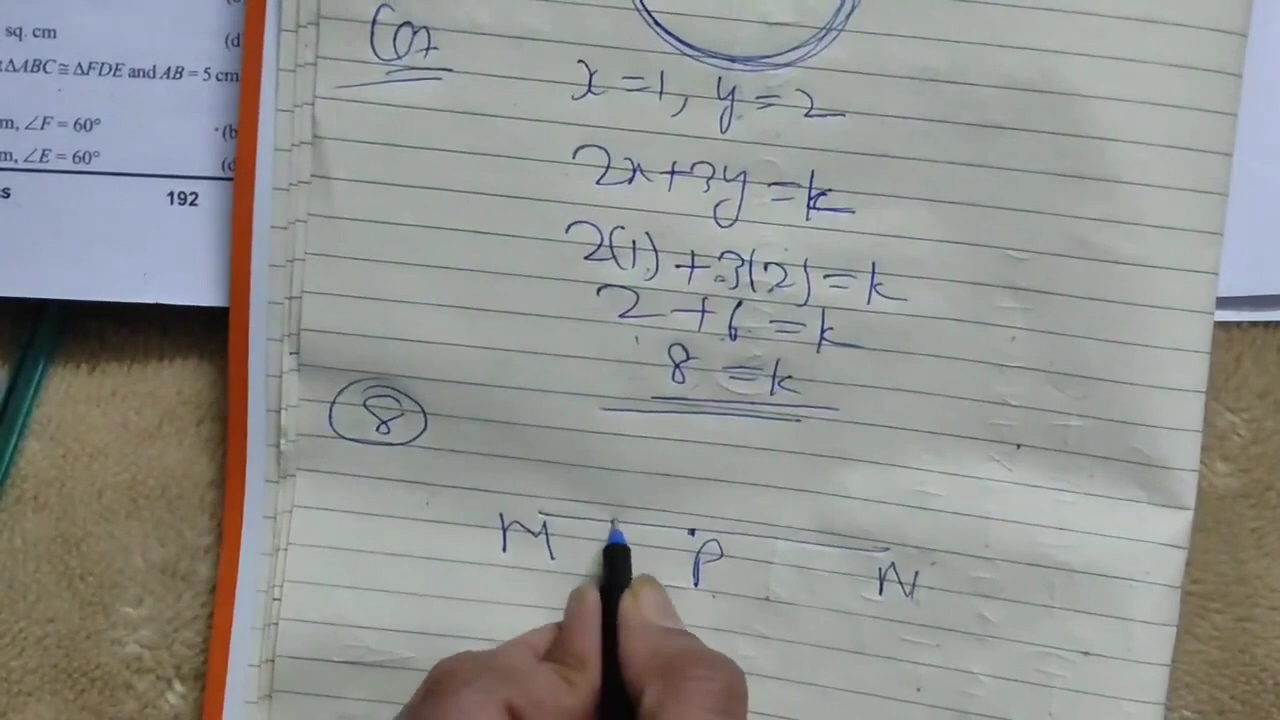 sq. cm
(d
ΔABC ≅ ΔFDE and AB = 5 cm
m, ∠F = 60°
(b
m, ∠E = 60°
s
192
x = 1, y = 2
2x + 3y = k
2(1) + 3(2) = k
2 + 6 = k
8 = k
8
M P N